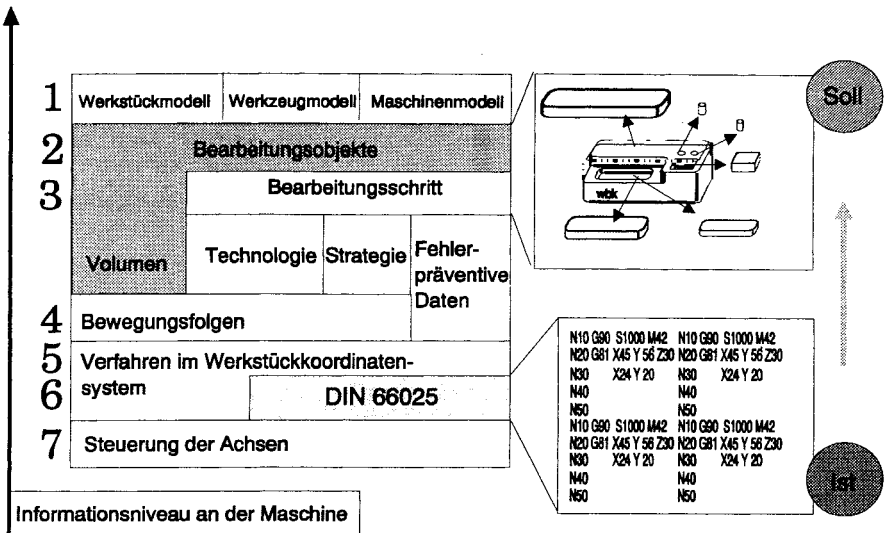 1 Werkstückmodell Werkzeugmodell Maschinenmodell
2 Bearbeitungsobjekte
3 Bearbeitungsschritt
Volumen Technologie Strategie Fehler-
präventive
Daten
4 Bewegungsfolgen
5 Verfahren im Werkstückkoordinaten-
6 system DIN 66025
7 Steuerung der Achsen
Informationsniveau an der Maschine
wbk
Soll
N10 G90 S1000 M42 N10 G90 S1000 M42
N20 G81 X45 Y 56 Z30 N20 G81 X45 Y 56 Z30
N30 X24 Y 20 N30 X24 Y 20
N40 N40
N50 N50
N10 G90 S1000 M42 N10 G90 S1000 M42
N20 G81 X45 Y 56 Z30 N20 G81 X45 Y 56 Z30
N30 X24 Y 20 N30 X24 Y 20
N40 N40
N50 N50
Ist